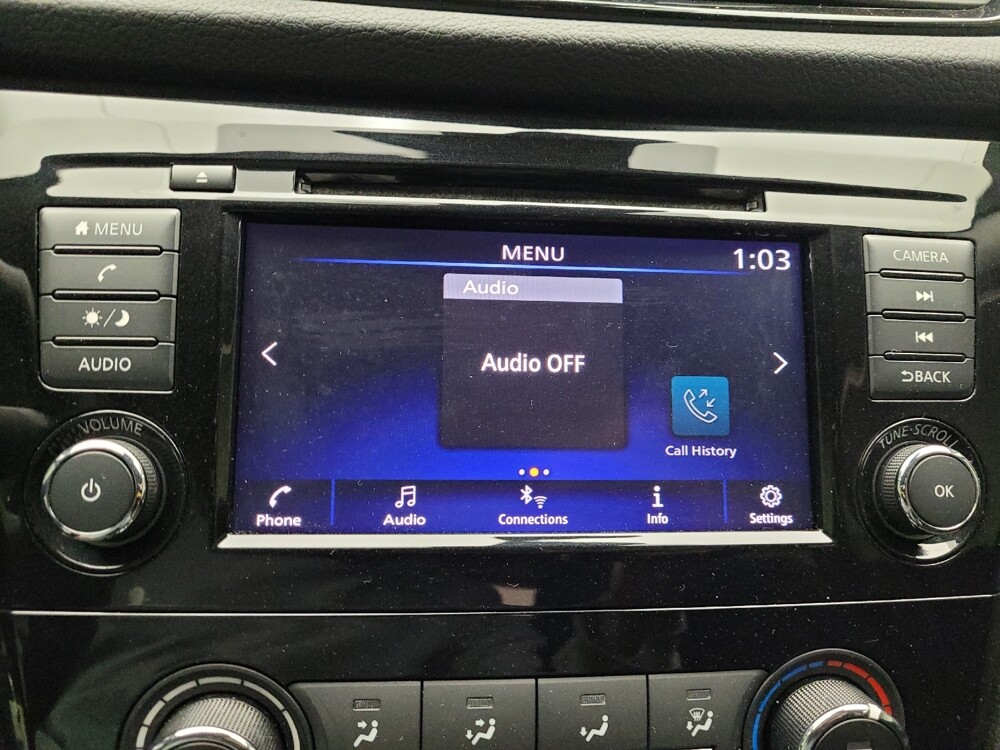 MENU
AUDIO
VOLUME
MENU
1:03
Audio
Audio OFF
Call History
Phone
Audio
Connections
Info
Settings
CAMERA
BACK
TUNE·SCROLL
OK